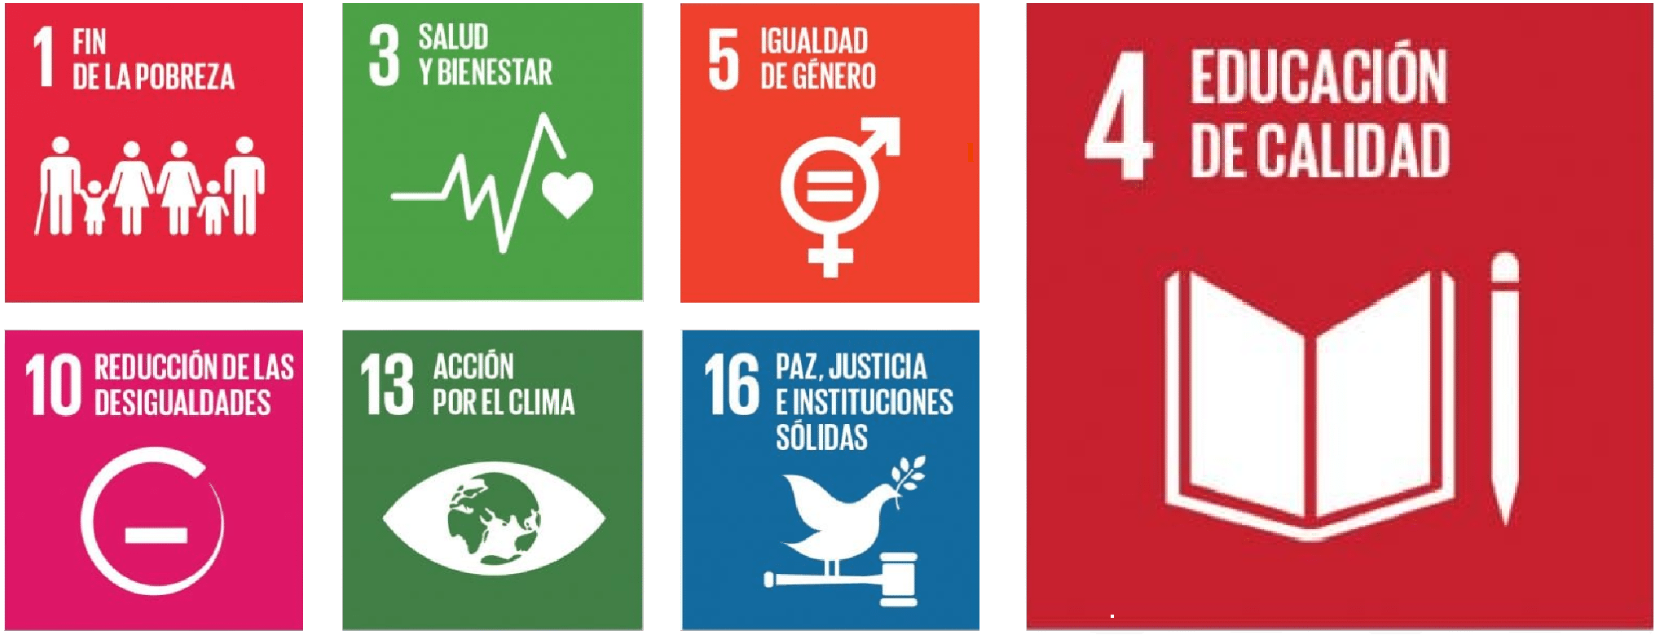 1 FIN
DE LA POBREZA
3 SALUD
Y BIENESTAR
5 IGUALDAD
DE GÉNERO
4 EDUCACIÓN
DE CALIDAD
10 REDUCCIÓN DE LAS
DESIGUALDADES
13 ACCIÓN
POR EL CLIMA
16 PAZ, JUSTICIA
E INSTITUCIONES
SÓLIDAS